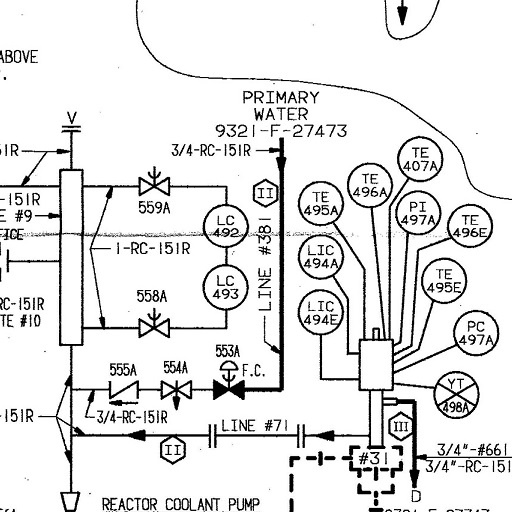 ABOVE
PRIMARY
WATER
9321-F-27473
V
3/4-RC-151R
51R
-151R
E #9
FICE
RC-151R
TE #10
-151R
559A
558A
1-RC-151R
LC
492
LC
493
II
LINE #381
TE
407A
TE
496A
TE
495A
PI
497A
TE
496E
LIC
494A
TE
495E
LIC
494E
PC
497A
YT
498A
555A
554A
553A
F.C.
3/4-RC-151R
LINE #71
II
III
#31
3/4"-#661
3/4"-RC-151
D
REACTOR COOLANT PUMP